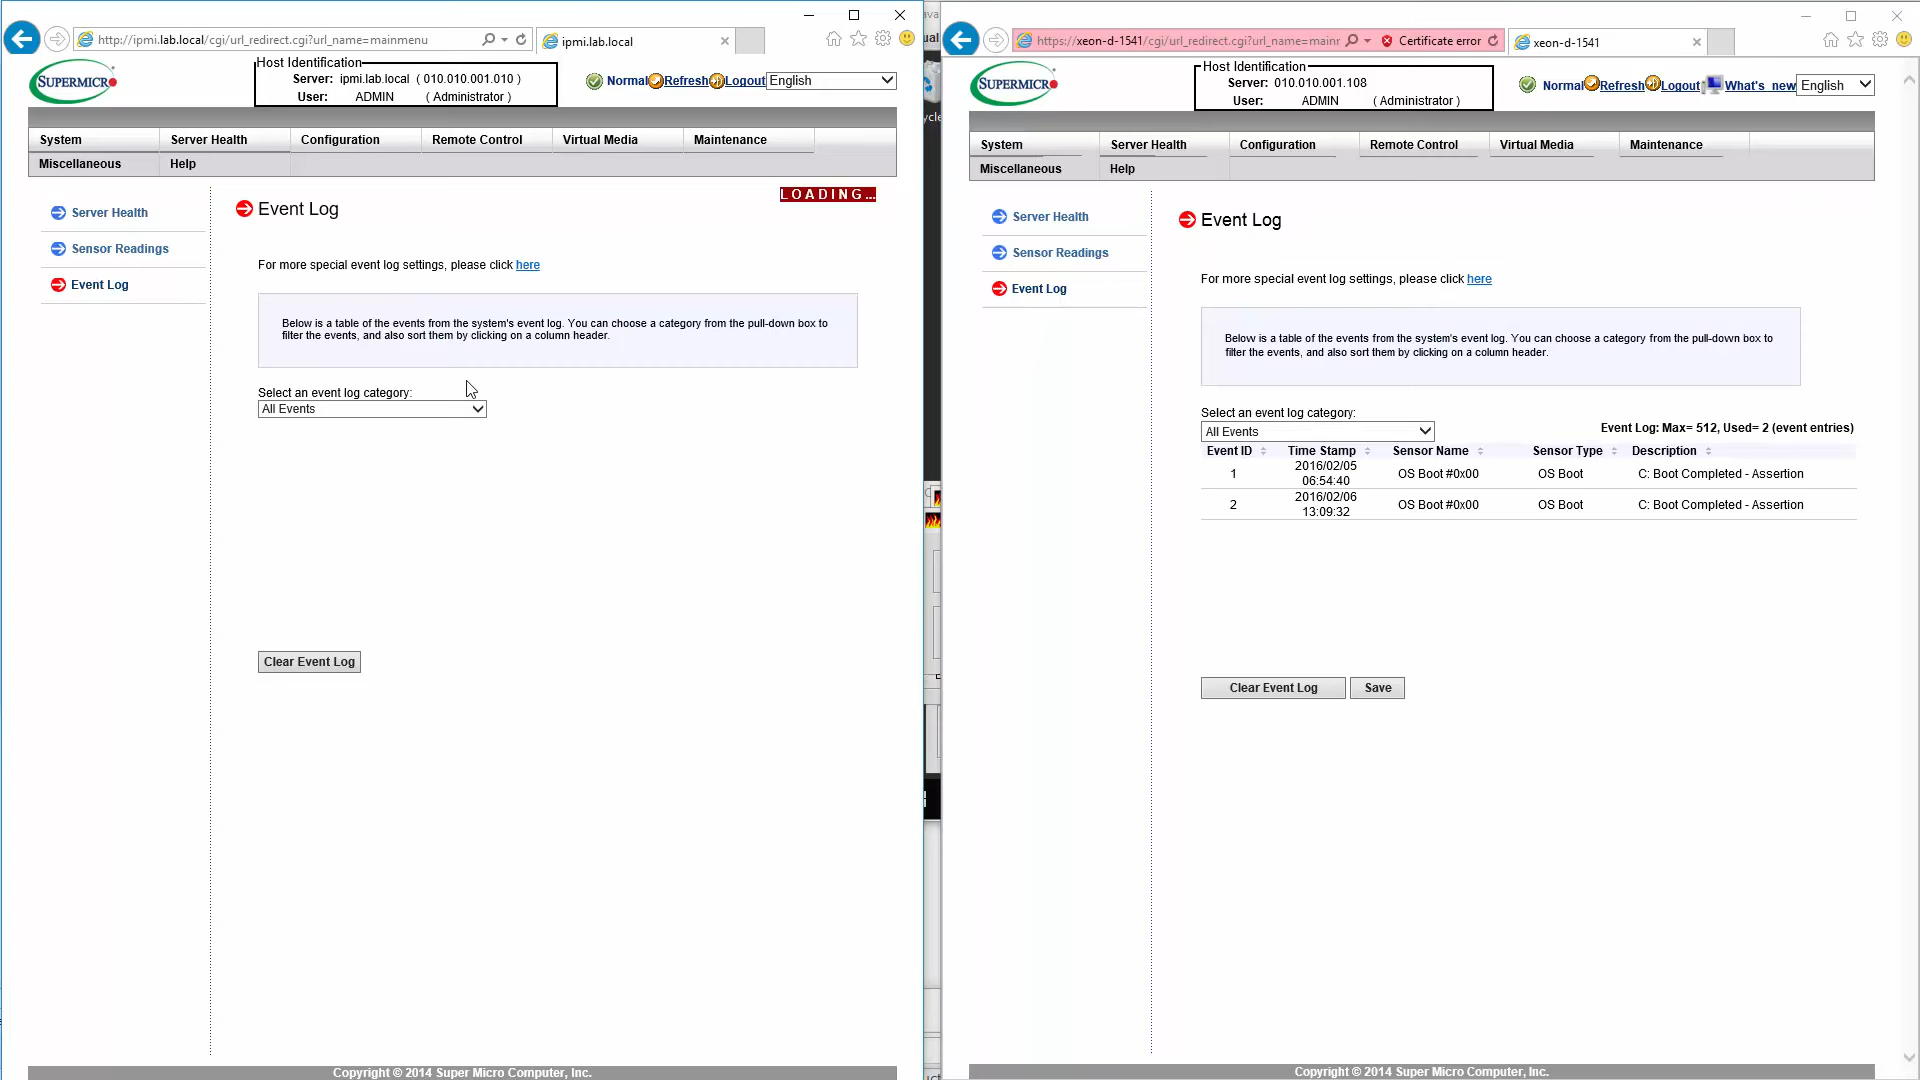 http://ipmi.lab.local/cgi/url_redirect.cgi?url_name=mainmenu
ipmi.lab.local
SUPERMICR
Host Identification
Server: ipmi.lab.local ( 010.010.001.010 )
User: ADMIN ( Administrator )
Normal Refresh Logout English
System Server Health Configuration Remote Control Virtual Media Maintenance
Miscellaneous Help
Server Health
Sensor Readings
Event Log
LOADING...
Event Log
For more special event log settings, please click here
Below is a table of the events from the system's event log. You can choose a category from the pull-down box to
filter the events, and also sort them by clicking on a column header.
Select an event log category:
All Events
Clear Event Log
Copyright © 2014 Super Micro Computer, Inc.
https://xeon-d-1541/cgi/url_redirect.cgi?url_name=mainr
Certificate error
xeon-d-1541
SUPERMICR
Host Identification
Server: 010.010.001.108
User: ADMIN ( Administrator )
Normal Refresh Logout What's new English
System Server Health Configuration Remote Control Virtual Media Maintenance
Miscellaneous Help
Server Health
Sensor Readings
Event Log
Event Log
For more special event log settings, please click here
Below is a table of the events from the system's event log. You can choose a category from the pull-down box to
filter the events, and also sort them by clicking on a column header.
Select an event log category:
All Events
Event Log: Max= 512, Used= 2 (event entries)
Event ID Time Stamp Sensor Name Sensor Type Description
1 2016/02/05 06:54:40 OS Boot #0x00 OS Boot C: Boot Completed - Assertion
2 2016/02/06 13:09:32 OS Boot #0x00 OS Boot C: Boot Completed - Assertion
Clear Event Log Save
Copyright © 2014 Super Micro Computer, Inc.